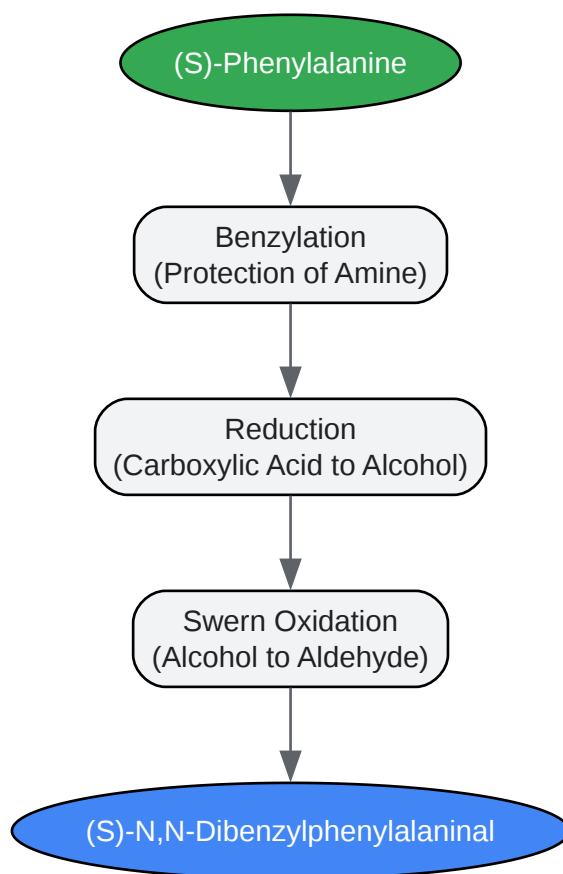 (S)-Phenylalanine
Benzylation
(Protection of Amine)
Reduction
(Carboxylic Acid to Alcohol)
Swern Oxidation
(Alcohol to Aldehyde)
(S)-N,N-Dibenzylphenylalaninal